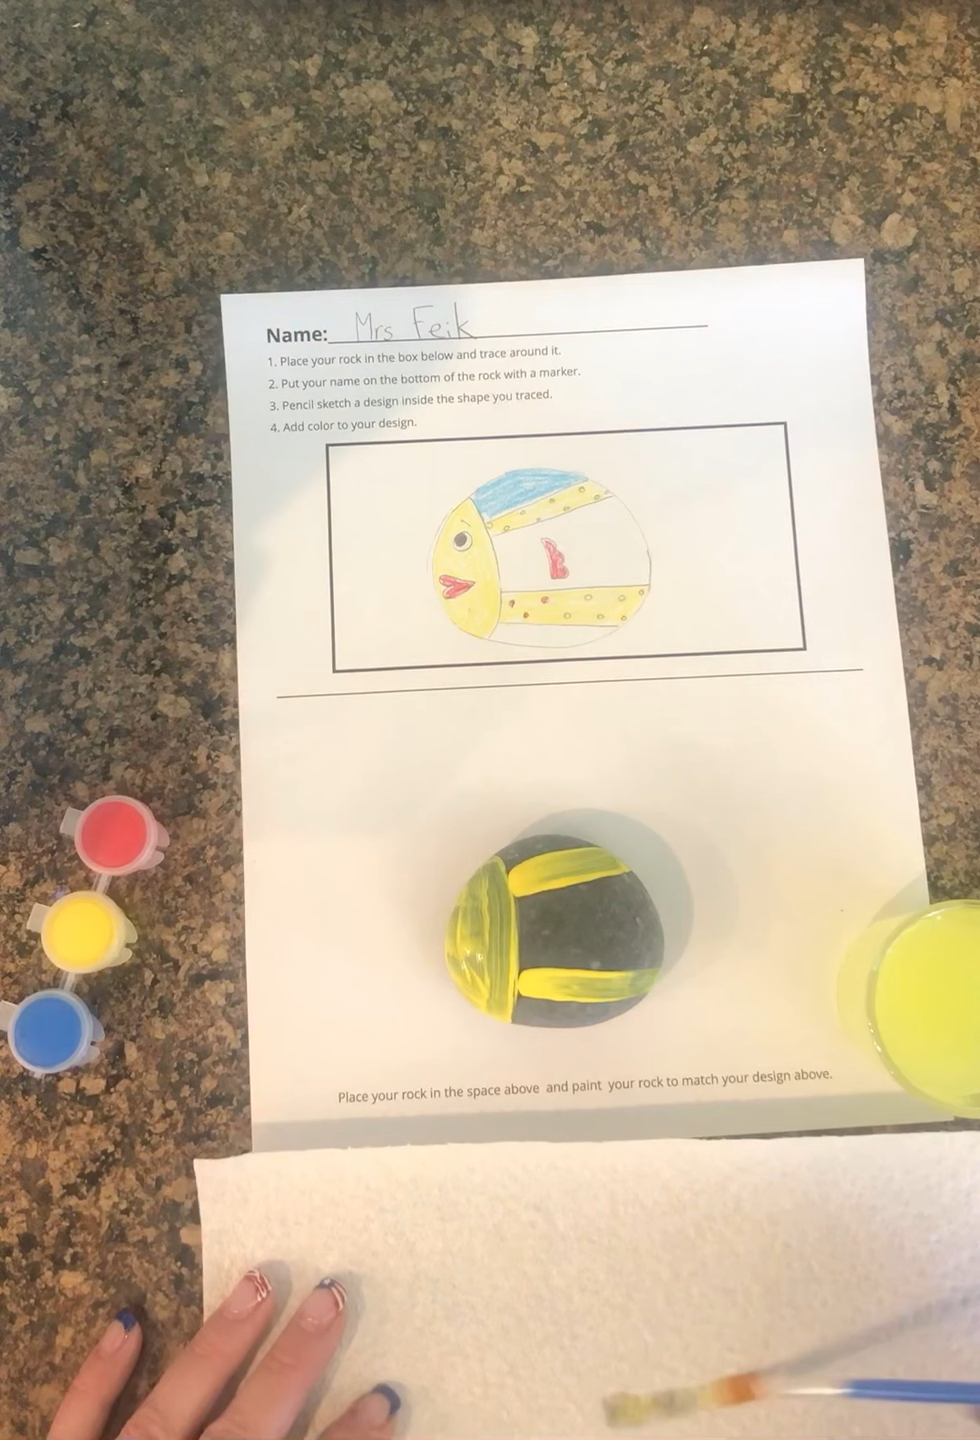 Name: Mrs Feik
1. Place your rock in the box below and trace around it.
2. Put your name on the bottom of the rock with a marker.
3. Pencil sketch a design inside the shape you traced.
4. Add color to your design.
Place your rock in the space above and paint your rock to match your design above.